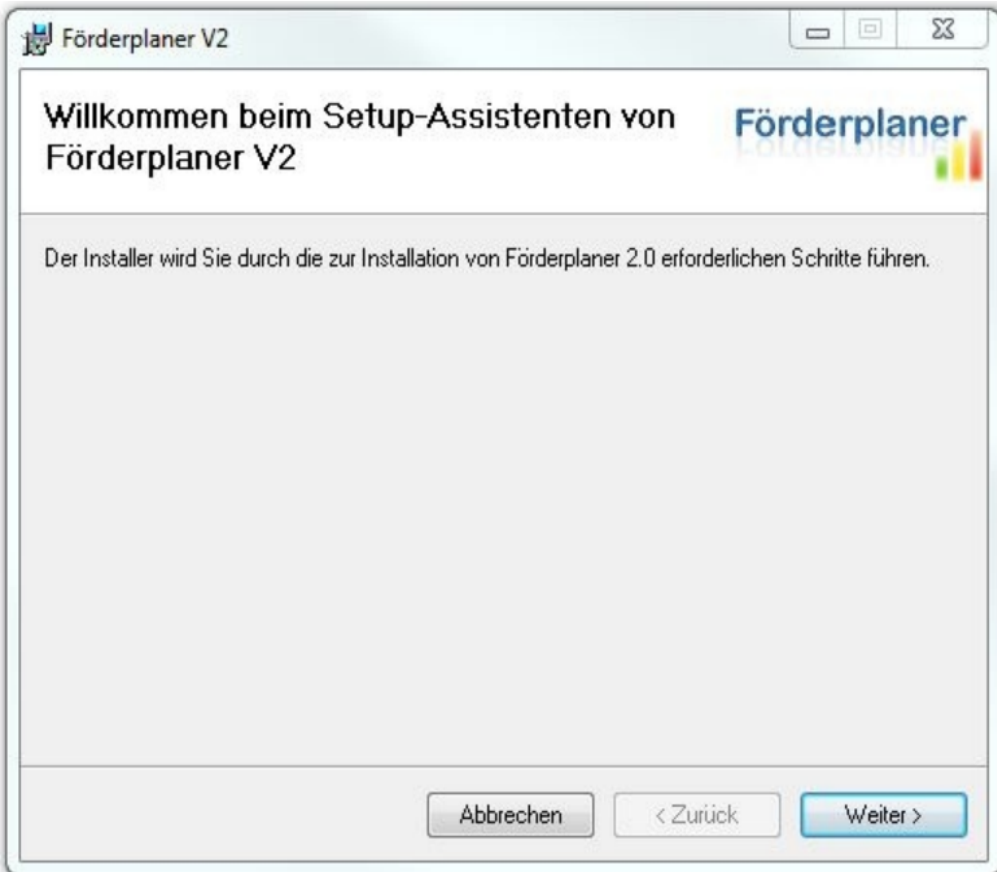 Förderplaner V2
Willkommen beim Setup-Assistenten von
Förderplaner V2
Förderplaner
Der Installer wird Sie durch die zur Installation von Förderplaner 2.0 erforderlichen Schritte führen.
Abbrechen
< Zurück
Weiter >